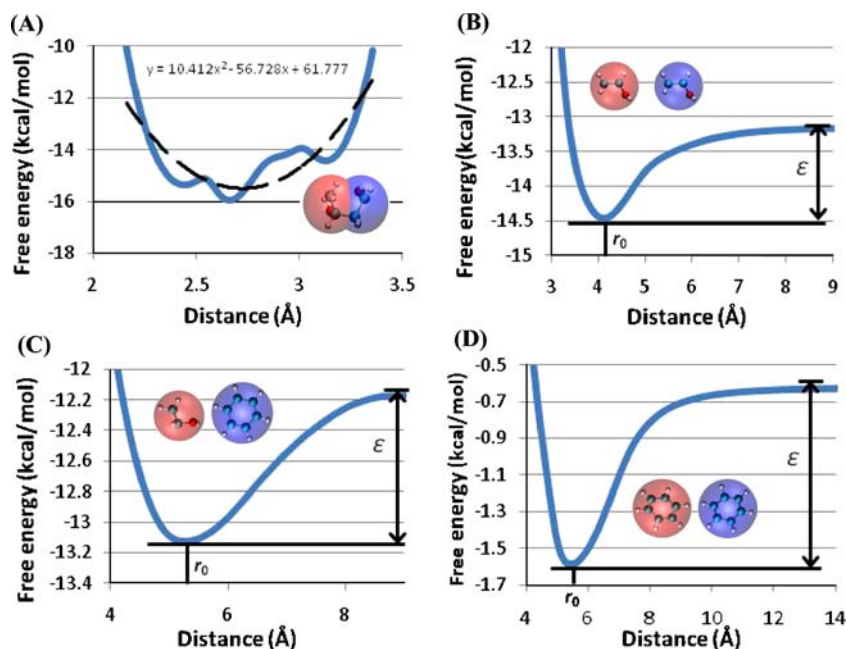 (A)
-10
y = 10.412x² - 56.728x + 61.777
-12
-14
-16
-18
2 2.5 3 3.5
Free energy (kcal/mol)
Distance (Å)
(B)
-12
-12.5
-13
-13.5
-14
-14.5
-15
ε
r₀
3 4 5 6 7 8 9
Free energy(kcal/mol)
Distance (Å)
(C)
-12
-12.2
-12.4
-12.6
-12.8
-13
-13.2
-13.4
ε
r₀
4 6 8
Free energy (kcal/mol)
Distance (Å)
(D)
-0.5
-0.7
-0.9
-1.1
-1.3
-1.5
-1.7
ε
r₀
4 6 8 10 12 14
Free energy (kcal/mol)
Distance (Å)